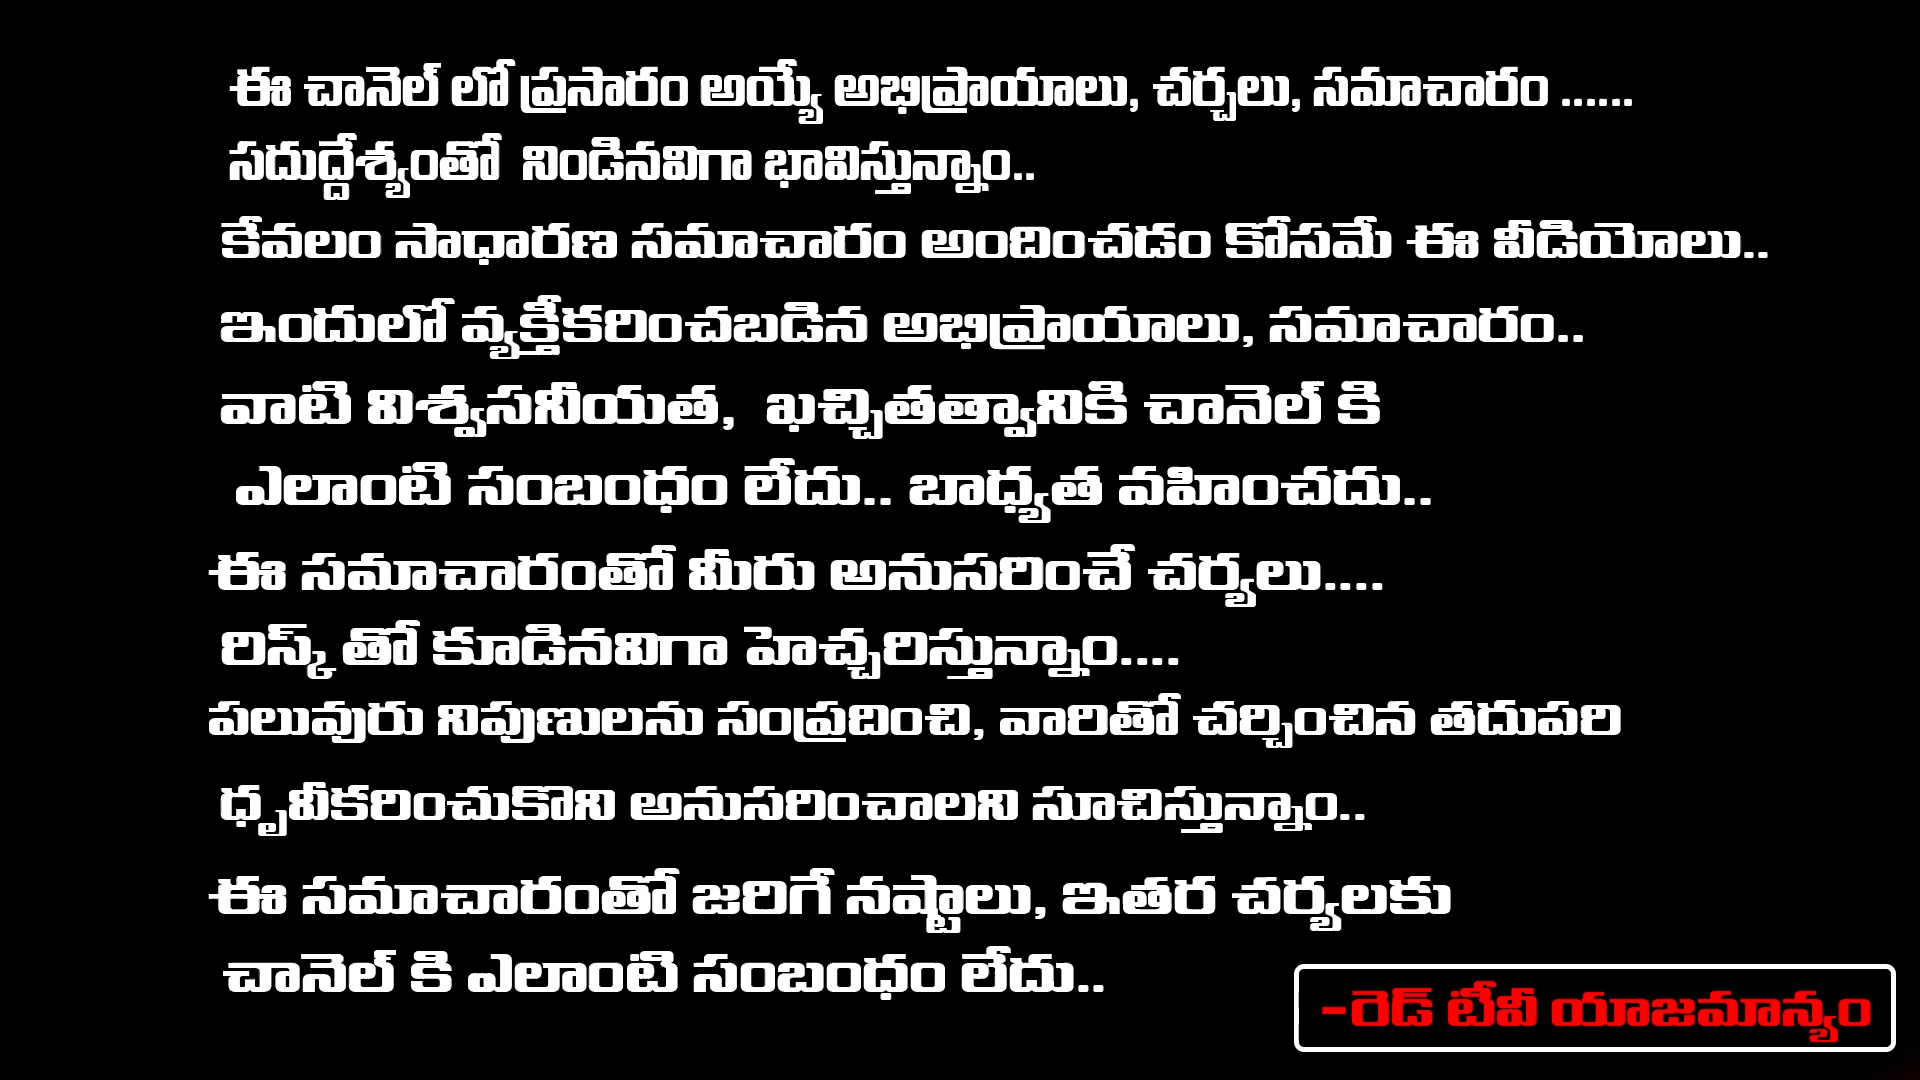 ఈ చానెల్ లో ప్రసారం అయ్యే అభిప్రాయాలు, చర్చలు, సమాచారం ......
సదుద్దేశ్యంతో నిండినవిగా భావిస్తున్నాం..
కేవలం సాధారణ సమాచారం అందించడం కోసమే ఈ వీడియోలు..
ఇందులో వ్యక్తీకరించబడిన అభిప్రాయాలు, సమాచారం..
వాటి విశ్వసనీయత, ఖచ్చితత్వానికి చానెల్ కి
ఎలాంటి సంబంధం లేదు.. బాధ్యత వహించదు..
ఈ సమాచారంతో మీరు అనుసరించే చర్యలు....
రిస్క్ తో కూడినవిగా హెచ్చరిస్తున్నాం....
పలువురు నిపుణులను సంప్రదించి, వారితో చర్చించిన తదుపరి
ధృవీకరించుకొని అనుసరించాలని సూచిస్తున్నాం..
ఈ సమాచారంతో జరిగే నష్టాలు, ఇతర చర్యలకు
చానెల్ కి ఎలాంటి సంబంధం లేదు..
-రెడ్ టీవీ యాజమాన్యం